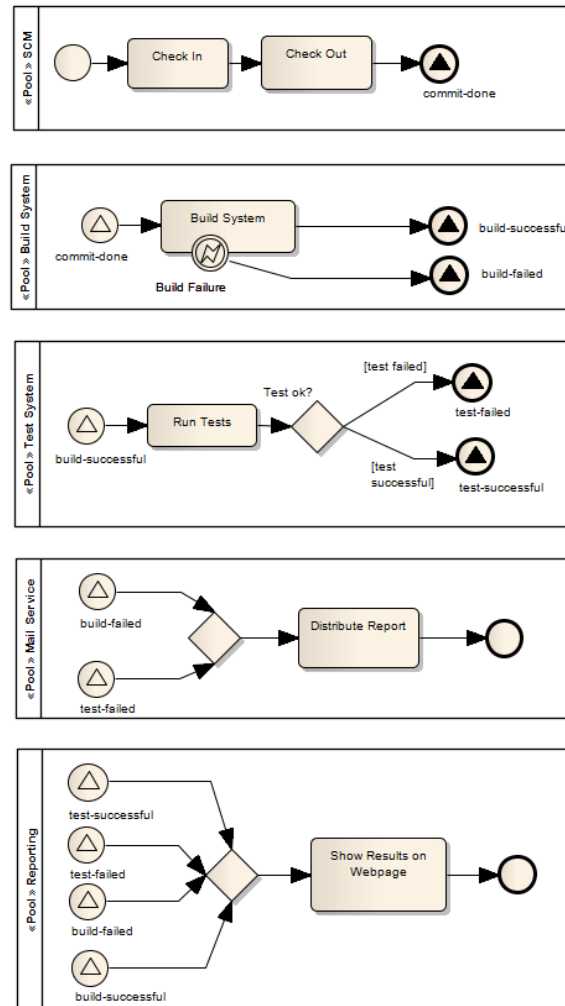 «Pool» SCM
Check In
Check Out
commit-done
«Pool» Build System
commit-done
Build System
Build Failure
build-successfu
build-failed
«Pool» Test System
build-successful
Run Tests
Test ok?
[test failed]
test-failed
[test
successful]
test-successful
«Pool» Mail Service
build-failed
test-failed
Distribute Report
«Pool» Reporting
test-successful
test-failed
build-failed
build-successful
Show Results on
Webpage